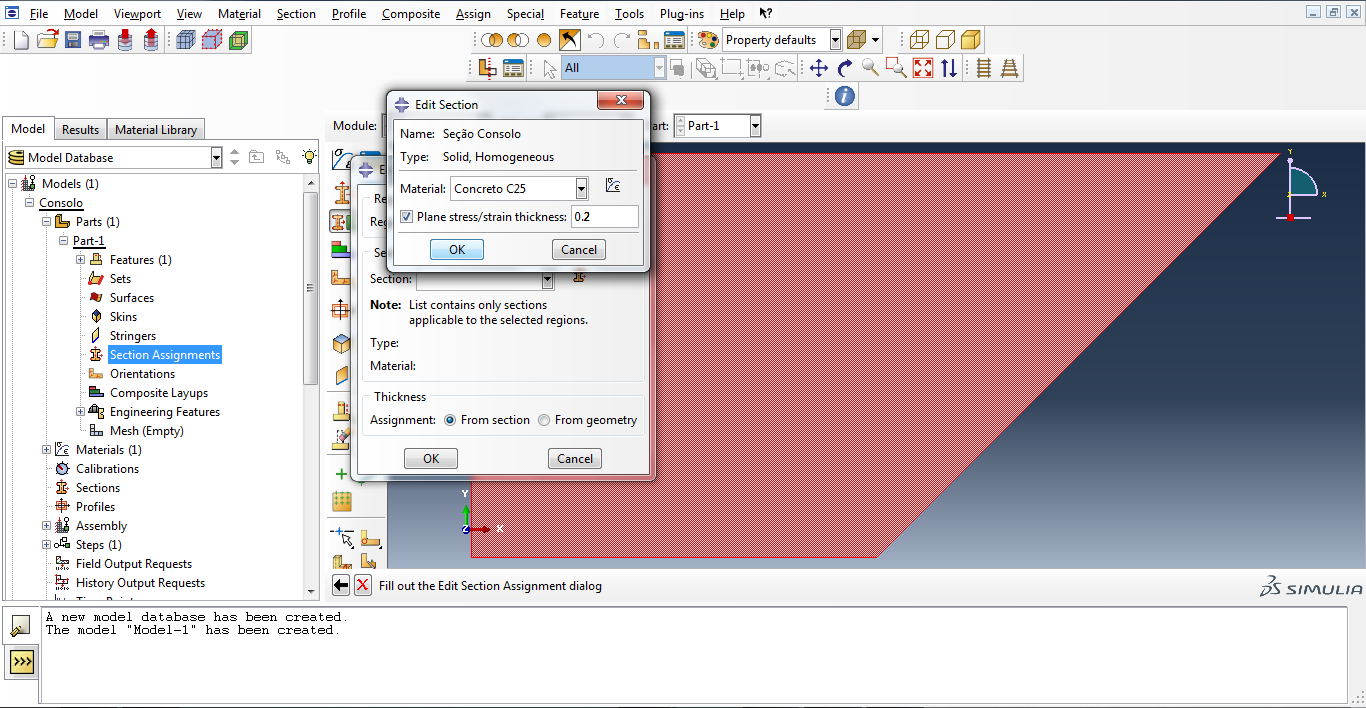 File Model Viewport View Material Section Profile Composite Assign Special Feature Tools Plug-ins Help
Property defaults
All
Model Results Material Library
Module:
art: Part-1
Model Database
Models (1)
Consolo
Parts (1)
Part-1
Features (1)
Sets
Surfaces
Skins
Stringers
Section Assignments
Orientations
Composite Layups
Engineering Features
Mesh (Empty)
Materials (1)
Calibrations
Sections
Profiles
Assembly
Steps (1)
Field Output Requests
History Output Requests
Edit Section
Name: Seção Consolo
Type: Solid, Homogeneous
Material: Concreto C25
Plane stress/strain thickness: 0.2
OK Cancel
E
Re
Reg
Se
Section:
Note: List contains only sections
applicable to the selected regions.
Type:
Material:
Thickness
Assignment: From section From geometry
OK Cancel
Y
X
Y
Z X
Fill out the Edit Section Assignment dialog
SIMULIA
A new model database has been created.
The model "Model-1" has been created.
>>>